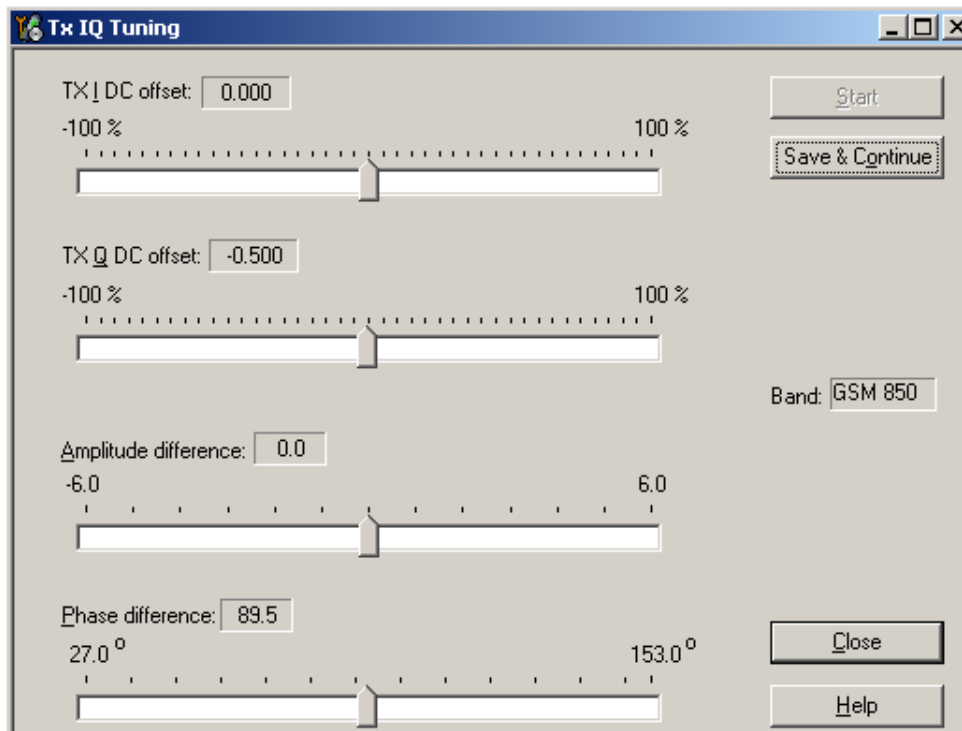 Tx IQ Tuning
TX I DC offset: 0.000
Start
-100 % 100 %
Save & Continue
TX Q DC offset: -0.500
-100 % 100 %
Band: GSM 850
Amplitude difference: 0.0
-6.0 6.0
Phase difference: 89.5
27.0 º 153.0 º
Close
Help